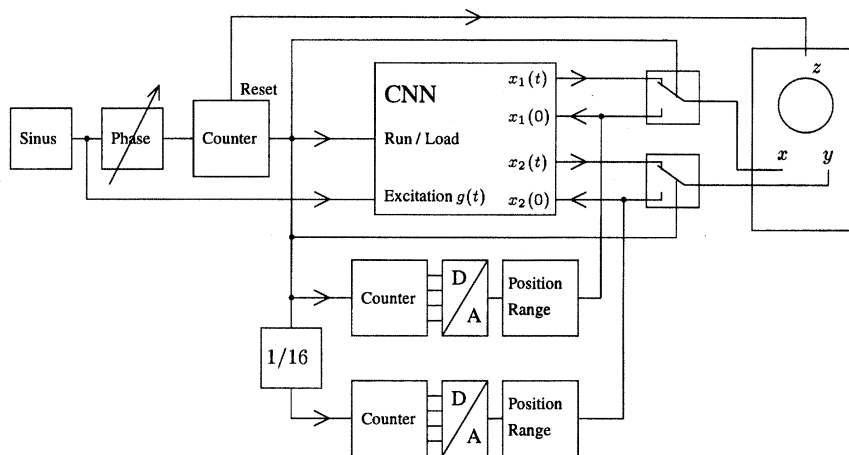 Reset
Sinus
Phase
Counter
CNN
Run / Load
Excitation g(t)
x₁(t)
x₁(0)
x₂(t)
x₂(0)
z
x
y
Counter
D
A
Position
Range
1/16
Counter
D
A
Position
Range